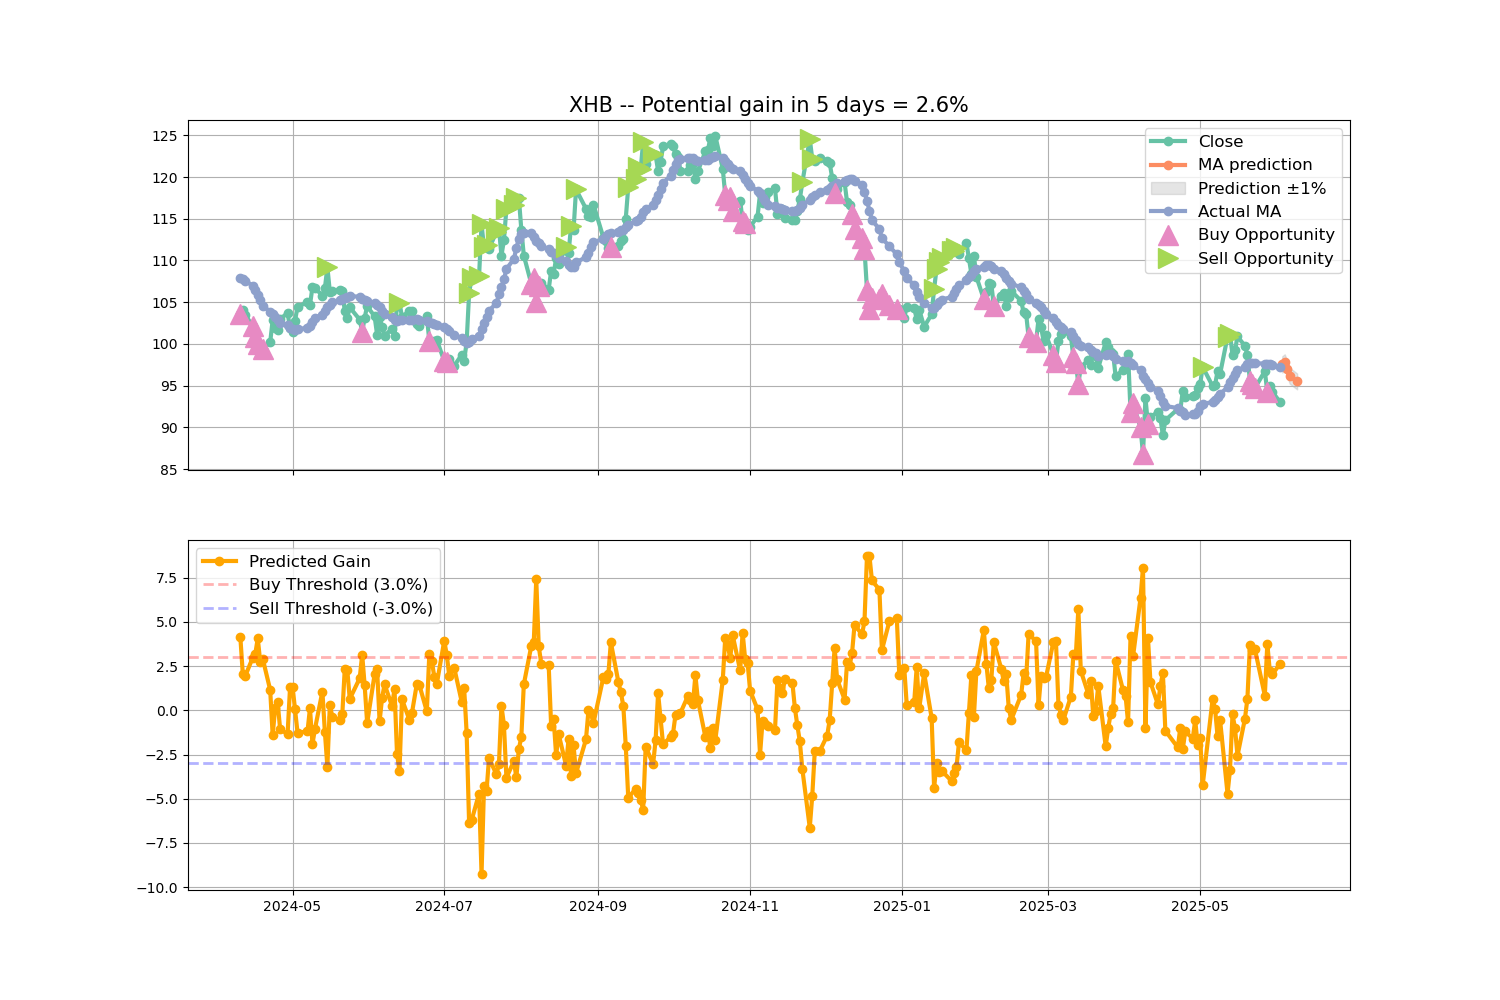 XHB -- Potential gain in 5 days = 2.6%
125
120
115
110
105
100
95
90
85
Close
MA prediction
Prediction ±1%
Actual MA
Buy Opportunity
Sell Opportunity
7.5
5.0
2.5
0.0
−2.5
−5.0
−7.5
−10.0
Predicted Gain
Buy Threshold (3.0%)
Sell Threshold (-3.0%)
2024-05
2024-07
2024-09
2024-11
2025-01
2025-03
2025-05